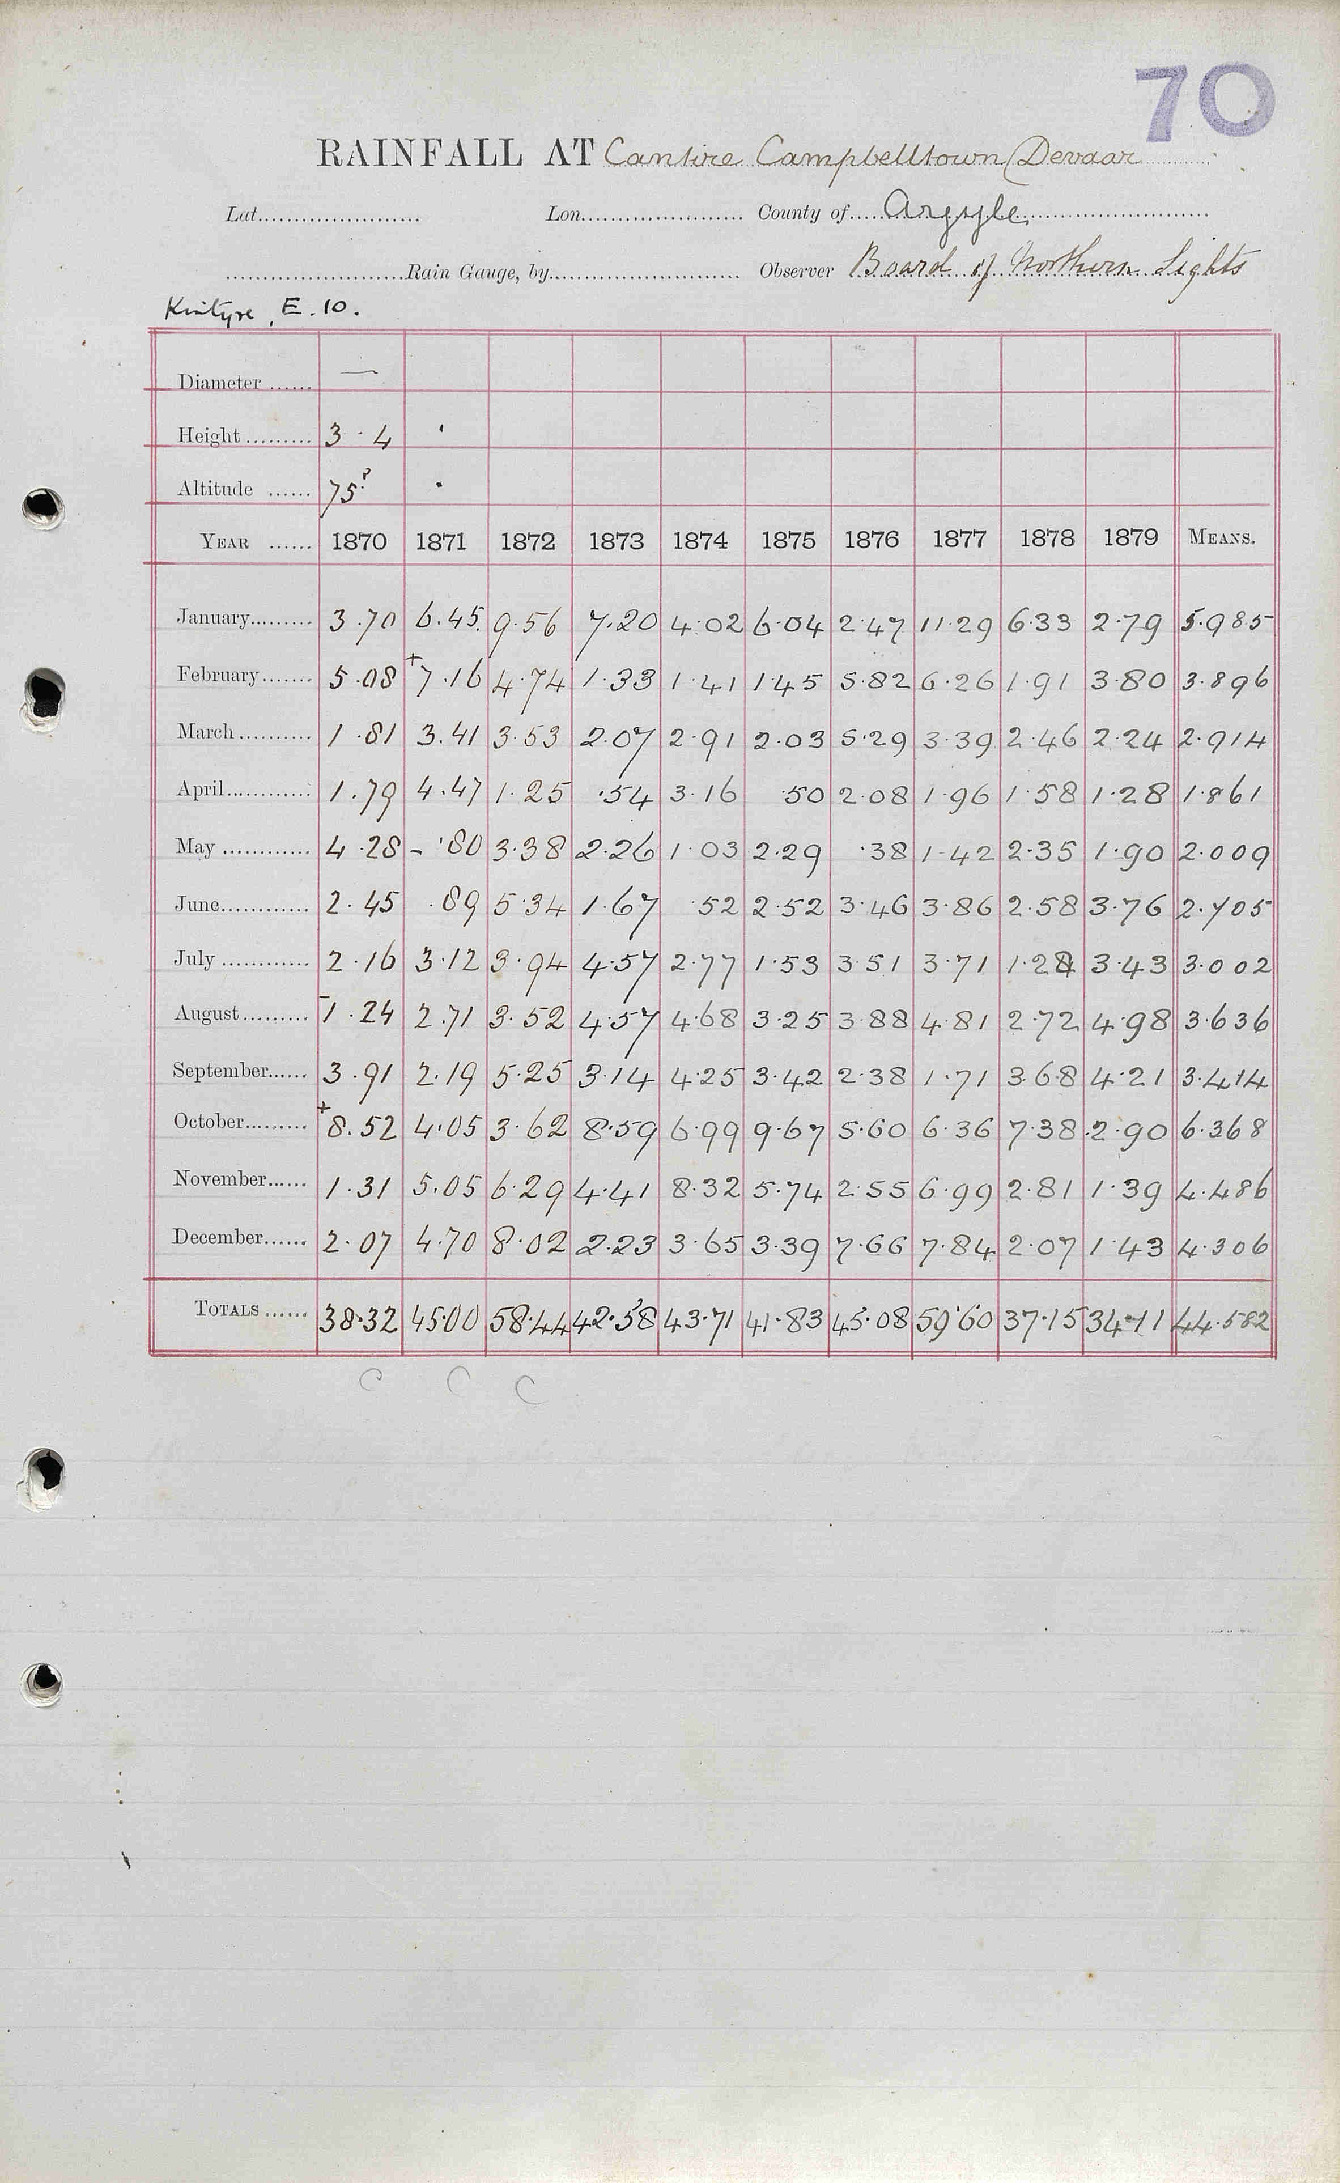 70
RAINFALL AT Cantire Campbelltown (Devaar
Lat. Lon. County of Argyle
Rain Gauge, by Observer Board of Northern Lights
Kintyre, E. 10.
Diameter —
Height 3 . 4 .
Altitude 75? .
YEAR 1870 1871 1872 1873 1874 1875 1876 1877 1878 1879 MEANS.
January 3.70 6.45 9.56 7.20 4.02 6.04 2.47 11.29 6.33 2.79 5.985
February 5.08 +7.16 4.74 1.33 1.41 1.45 5.82 6.26 1.91 3.80 3.896
March 1.81 3.41 3.53 2.07 2.91 2.03 5.29 3.39 2.46 2.24 2.914
April 1.79 4.47 1.25 .54 3.16 .50 2.08 1.96 1.58 1.28 1.861
May 4.28 - .80 3.38 2.26 1.03 2.29 .38 1.42 2.35 1.90 2.009
June 2.45 .89 5.34 1.67 .52 2.52 3.46 3.86 2.58 3.76 2.705
July 2.16 3.12 3.94 4.57 2.77 1.53 3.51 3.71 1.28 3.43 3.002
August -1.24 2.71 3.52 4.57 4.68 3.25 3.88 4.81 2.72 4.98 3.636
September 3.91 2.19 5.25 3.14 4.25 3.42 2.38 1.71 3.68 4.21 3.414
October +8.52 4.05 3.62 8.59 6.99 9.67 5.60 6.36 7.38 2.90 6.368
November 1.31 5.05 6.29 4.41 8.32 5.74 2.55 6.99 2.81 1.39 4.486
December 2.07 4.70 8.02 2.23 3.65 3.39 7.66 7.84 2.07 1.43 4.306
TOTALS 38.32 45.00 58.44 42.58 43.71 41.83 45.08 59.60 37.15 34.11 44.582
C C C